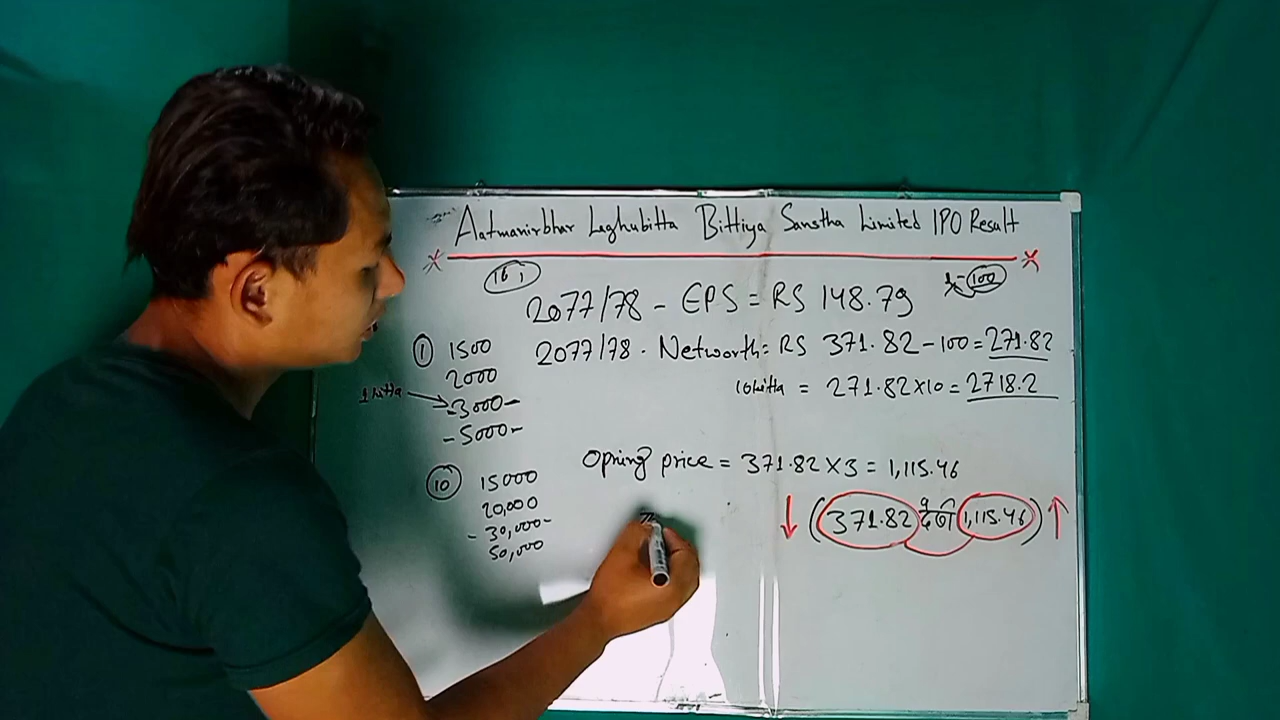 Aatmanirbhar Laghubitta Bittiya Sanstha Limited IPO Result
2077/78 - EPS = RS 148.79
100
2077/78. Networth: RS 371.82 - 100 = 271.82
10kitta = 271.82 x 10 = 2718.2
1 1500
2000
1 kitta
-3000-
-5000-
10 15000
20,000
- 30,000-
50,000
Opning price = 371.82 X 3 = 1,115.46
↓ (371.82 1,115.46) ↑